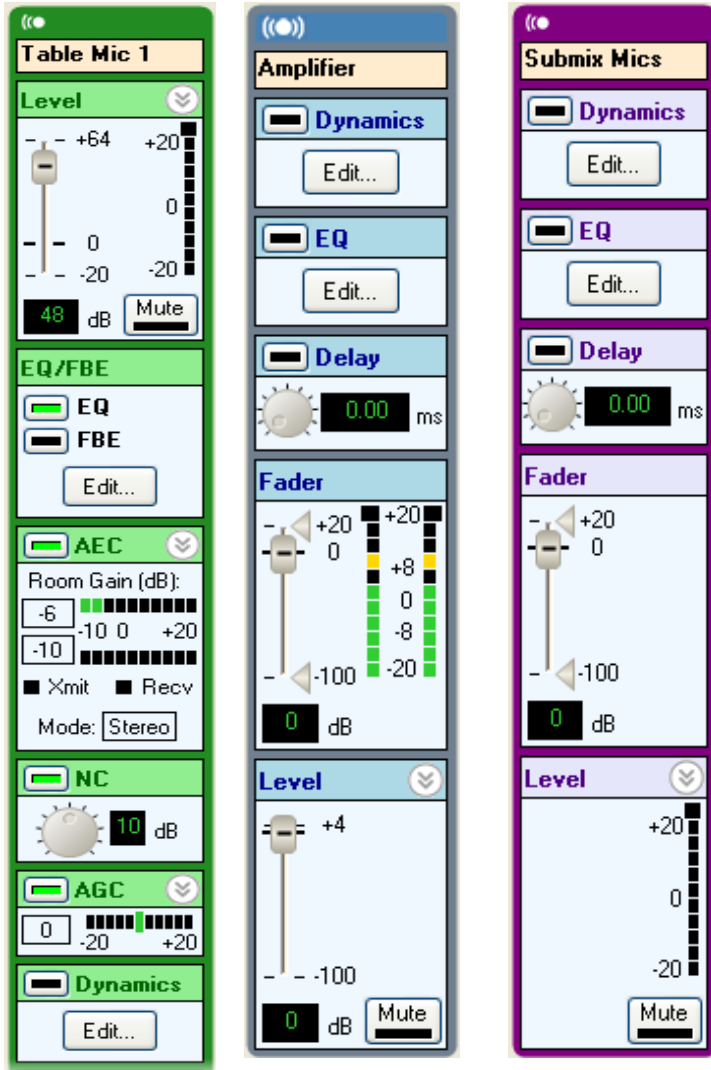 Table Mic 1
Level
+64 +20
0
0
-20 -20
48 dB Mute
EQ/FBE
EQ
FBE
Edit...
AEC
Room Gain (dB):
-6
-10 0 +20
-10
Xmit Recv
Mode: Stereo
NC
10 dB
AGC
0 -20 +20
Dynamics
Edit...
Amplifier
Dynamics
Edit...
EQ
Edit...
Delay
0.00 ms
Fader
+20 +20
0
+8
0
-8
-100 -20
0 dB
Level
+4
-100
0 dB Mute
Submix Mics
Dynamics
Edit...
EQ
Edit...
Delay
0.00 ms
Fader
+20
0
-100
0 dB
Level
+20
0
-20
Mute